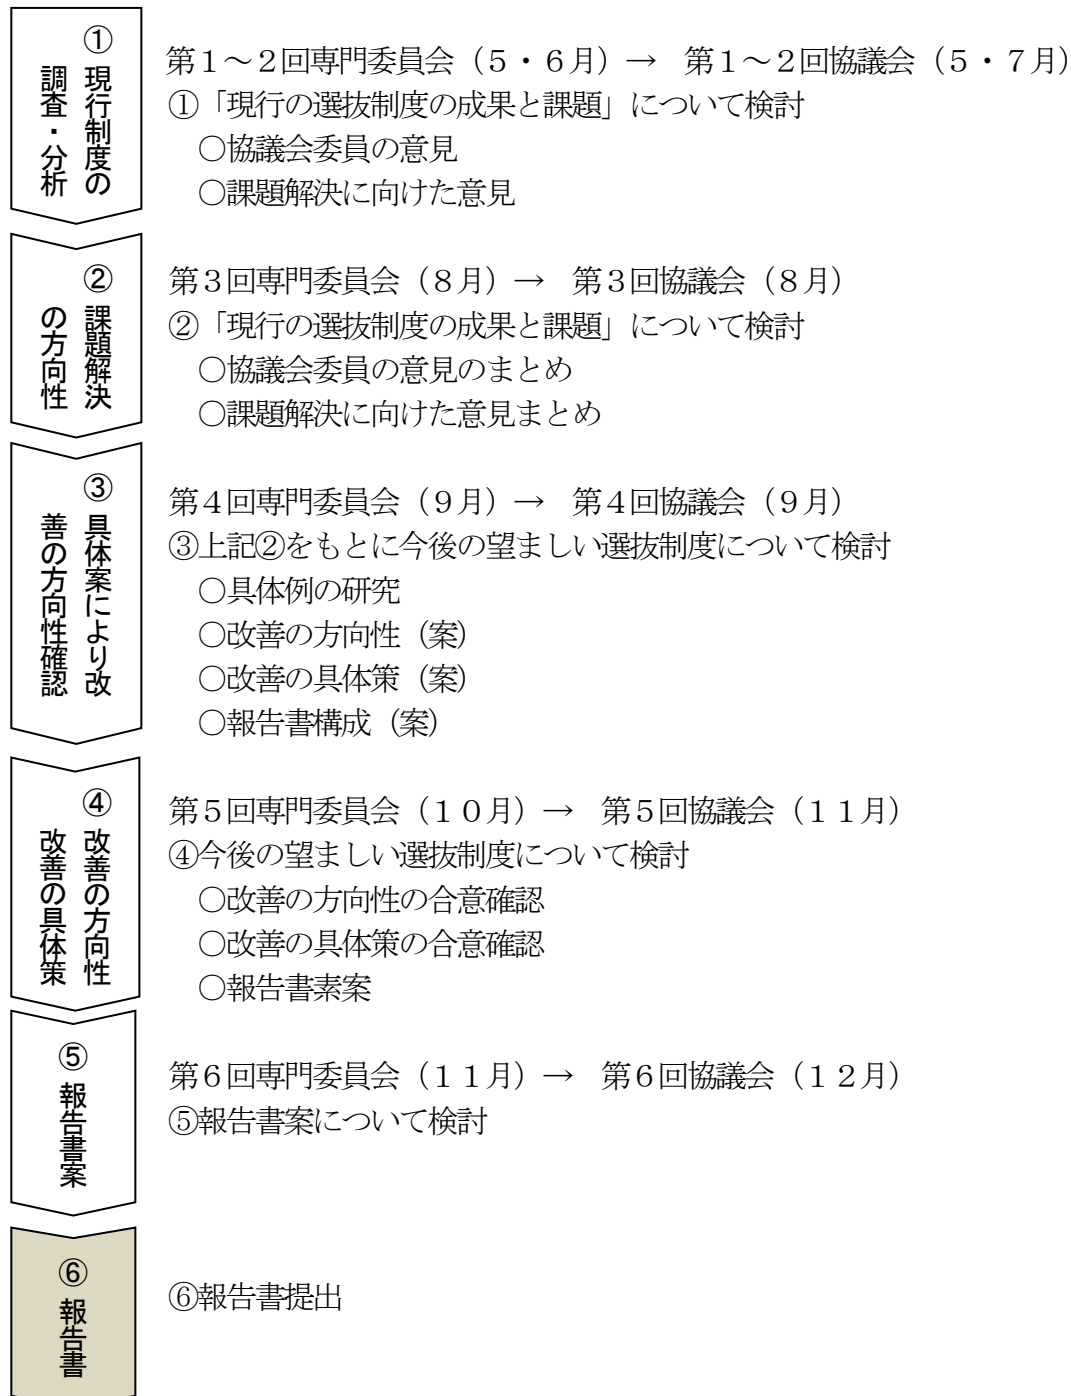 ① 現行制度の
調査・分析
第１～２回専門委員会（５・６月）→　第１～２回協議会（５・７月）
①「現行の選抜制度の成果と課題」について検討
○協議会委員の意見
○課題解決に向けた意見
② 課題解決
の方向性
第３回専門委員会（８月）→　第３回協議会（８月）
②「現行の選抜制度の成果と課題」について検討
○協議会委員の意見のまとめ
○課題解決に向けた意見まとめ
③ 具体案により改
善の方向性確認
第４回専門委員会（９月）→　第４回協議会（９月）
③上記②をもとに今後の望ましい選抜制度について検討
○具体例の研究
○改善の方向性（案）
○改善の具体策（案）
○報告書構成（案）
④ 改善の方向性
改善の具体策
第５回専門委員会（１０月）→　第５回協議会（１１月）
④今後の望ましい選抜制度について検討
○改善の方向性の合意確認
○改善の具体策の合意確認
○報告書素案
⑤ 報告書案
第６回専門委員会（１１月）→　第６回協議会（１２月）
⑤報告書案について検討
⑥ 報告書
⑥報告書提出